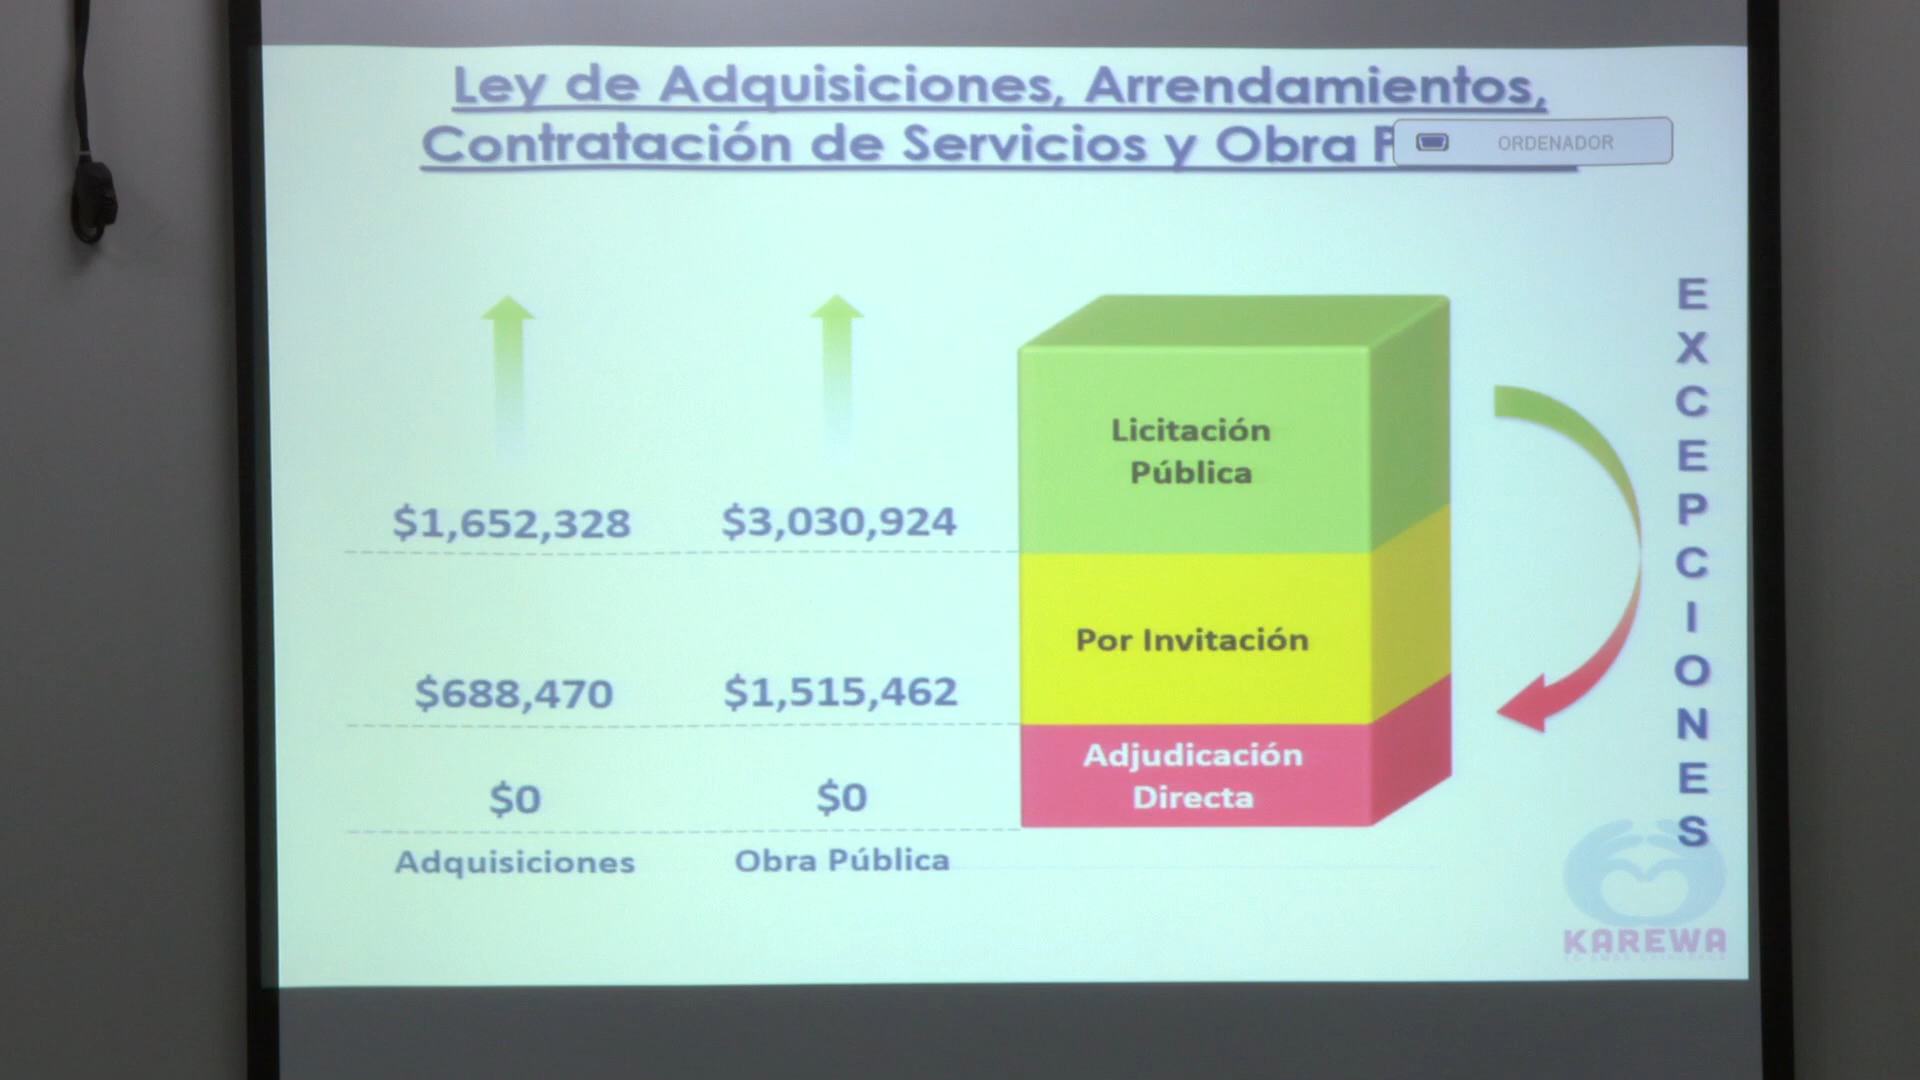 Ley de Adquisiciones, Arrendamientos,
Contratación de Servicios y Obra
ORDENADOR
$1,652,328 $3,030,924
Licitación
Pública
$688,470 $1,515,462
Por Invitación
$0 $0
Adjudicación
Directa
Adquisiciones Obra Pública
EXCEPCIONES
KAREWA